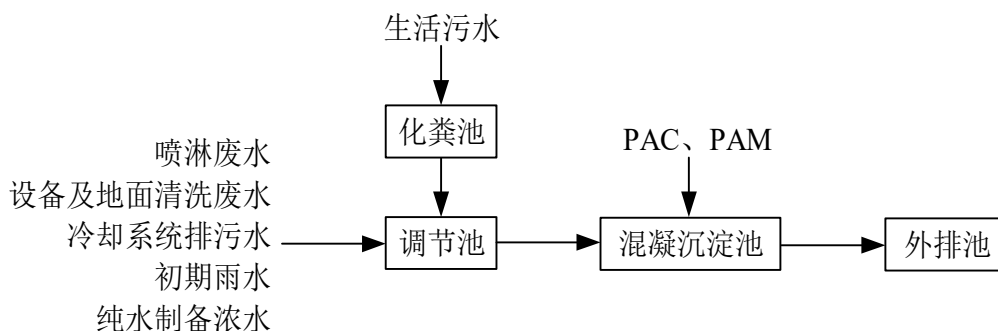 生活污水
化粪池
PAC、PAM
喷淋废水
设备及地面清洗废水
冷却系统排污水
初期雨水
纯水制备浓水
调节池
混凝沉淀池
外排池